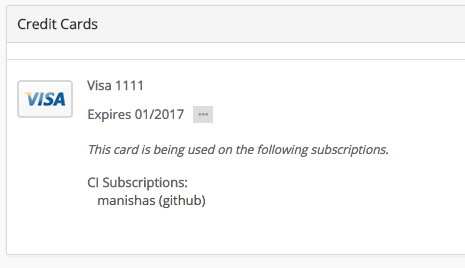 Credit Cards
VISA
Visa 1111
Expires 01/2017
This card is being used on the following subscriptions.
CI Subscriptions:
manishas (github)